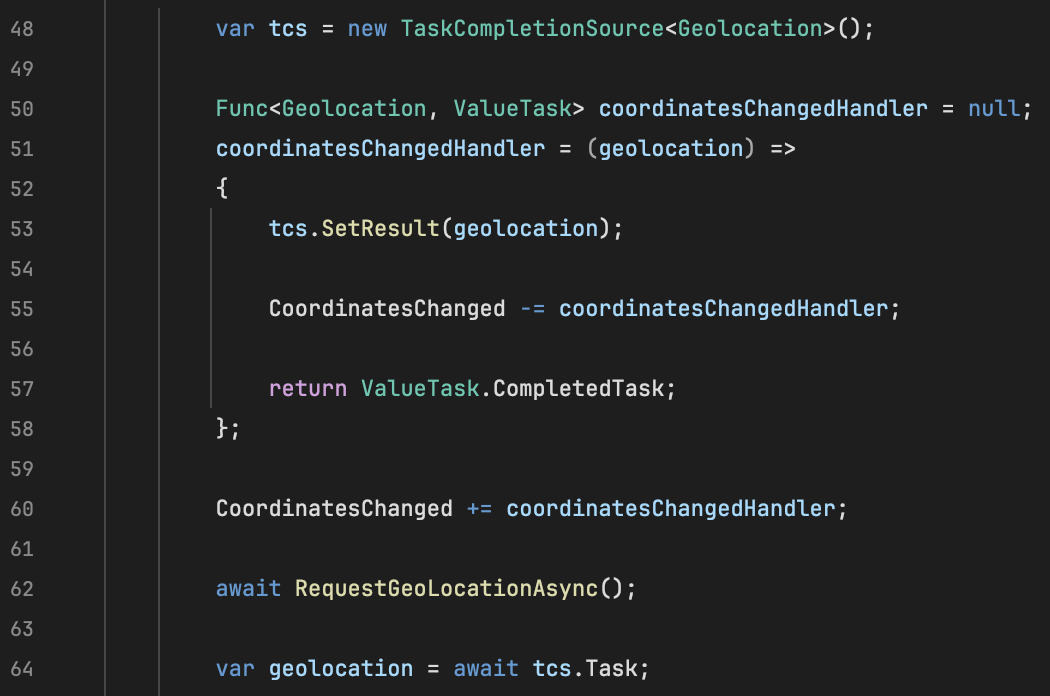 48 var tcs = new TaskCompletionSource<Geolocation>();
49
50 Func<Geolocation, ValueTask> coordinatesChangedHandler = null;
51 coordinatesChangedHandler = (geolocation) =>
52 {
53 tcs.SetResult(geolocation);
54
55 CoordinatesChanged -= coordinatesChangedHandler;
56
57 return ValueTask.CompletedTask;
58 };
59
60 CoordinatesChanged += coordinatesChangedHandler;
61
62 await RequestGeoLocationAsync();
63
64 var geolocation = await tcs.Task;